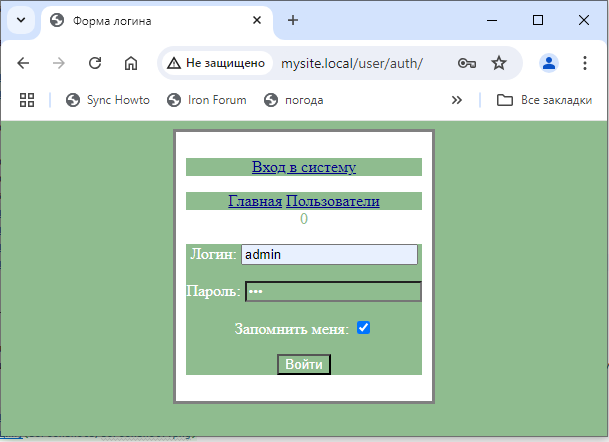 Форма логина
Не защищено mysite.local/user/auth/
Sync Howto Iron Forum погода » Все закладки
Вход в систему
Главная Пользователи
0
Логин: admin
Пароль: •••
Запомнить меня:
Войти